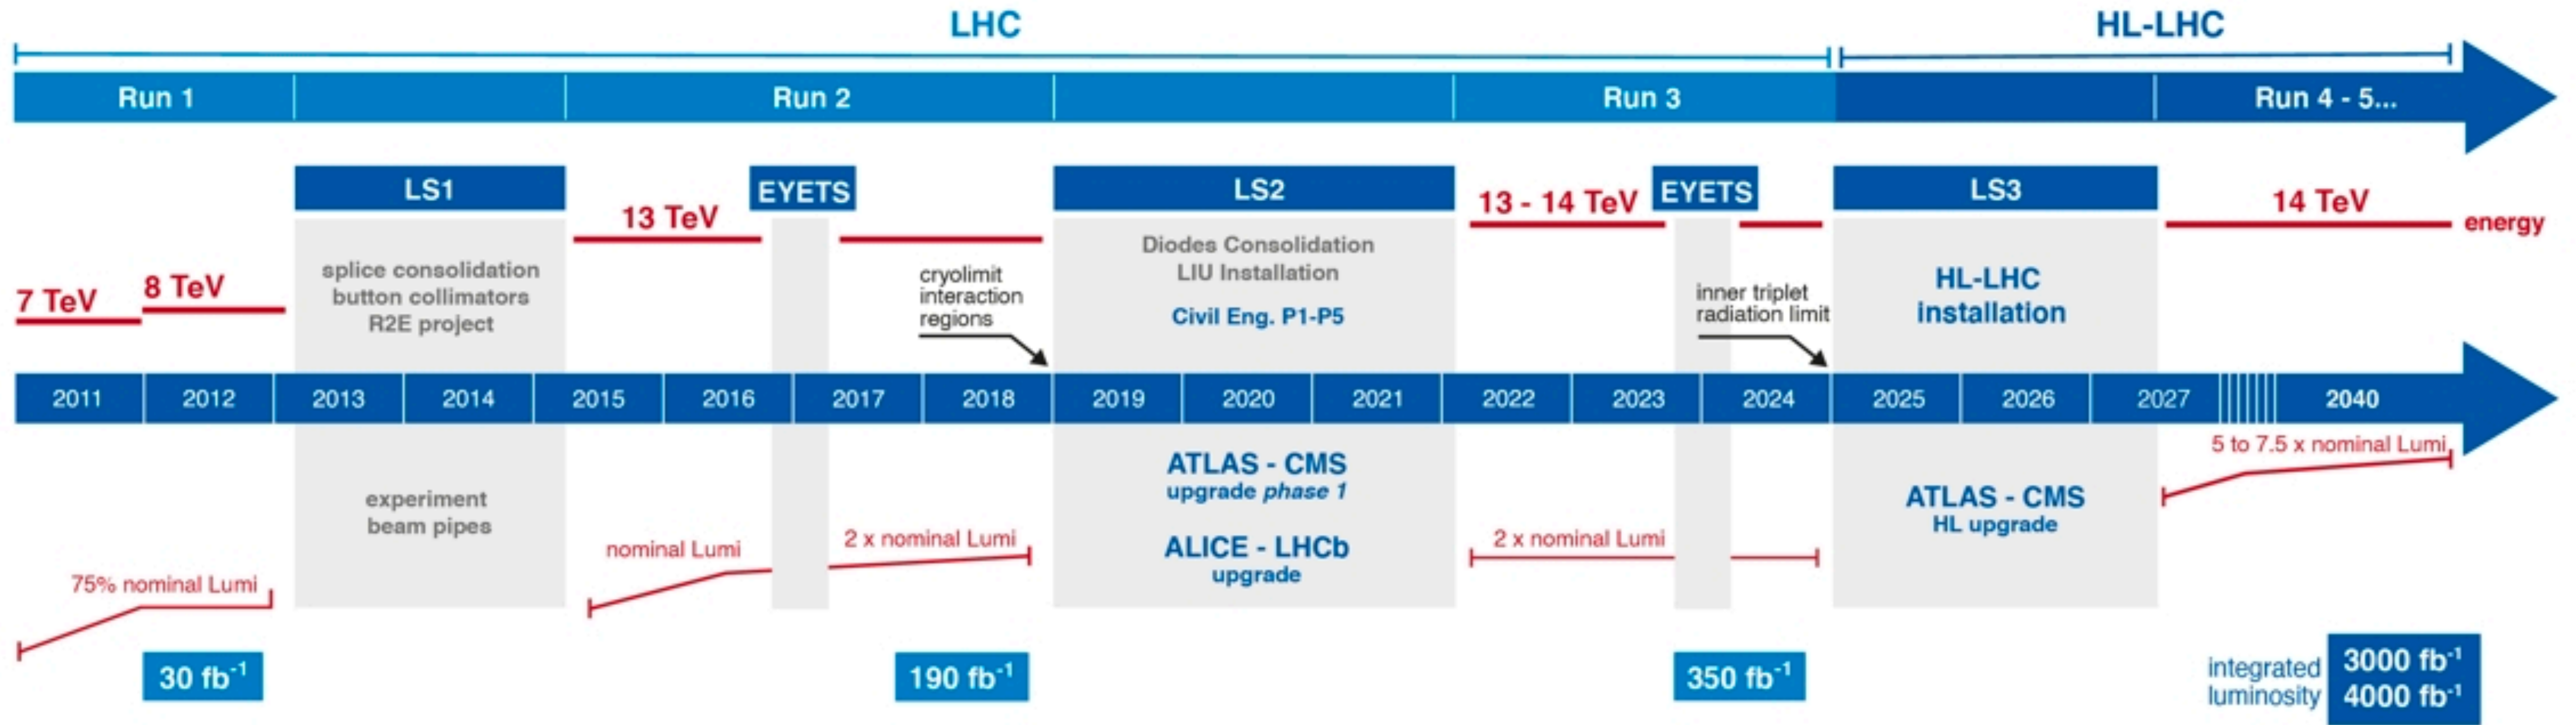 LHC
HL-LHC
Run 1
Run 2
Run 3
Run 4 - 5...
LS1
EYETS
LS2
EYETS
LS3
7 TeV
8 TeV
13 TeV
13 - 14 TeV
14 TeV
energy
splice consolidation
button collimators
R2E project
cryolimit
interaction
regions
Diodes Consolidation
LIU Installation
Civil Eng. P1-P5
inner triplet
radiation limit
HL-LHC
installation
2011
2012
2013
2014
2015
2016
2017
2018
2019
2020
2021
2022
2023
2024
2025
2026
2027
2040
75% nominal Lumi
experiment
beam pipes
nominal Lumi
2 x nominal Lumi
ATLAS - CMS
upgrade phase 1
ALICE - LHCb
upgrade
2 x nominal Lumi
ATLAS - CMS
HL upgrade
5 to 7.5 x nominal Lumi
30 fb⁻¹
190 fb⁻¹
350 fb⁻¹
integrated
luminosity
3000 fb⁻¹
4000 fb⁻¹